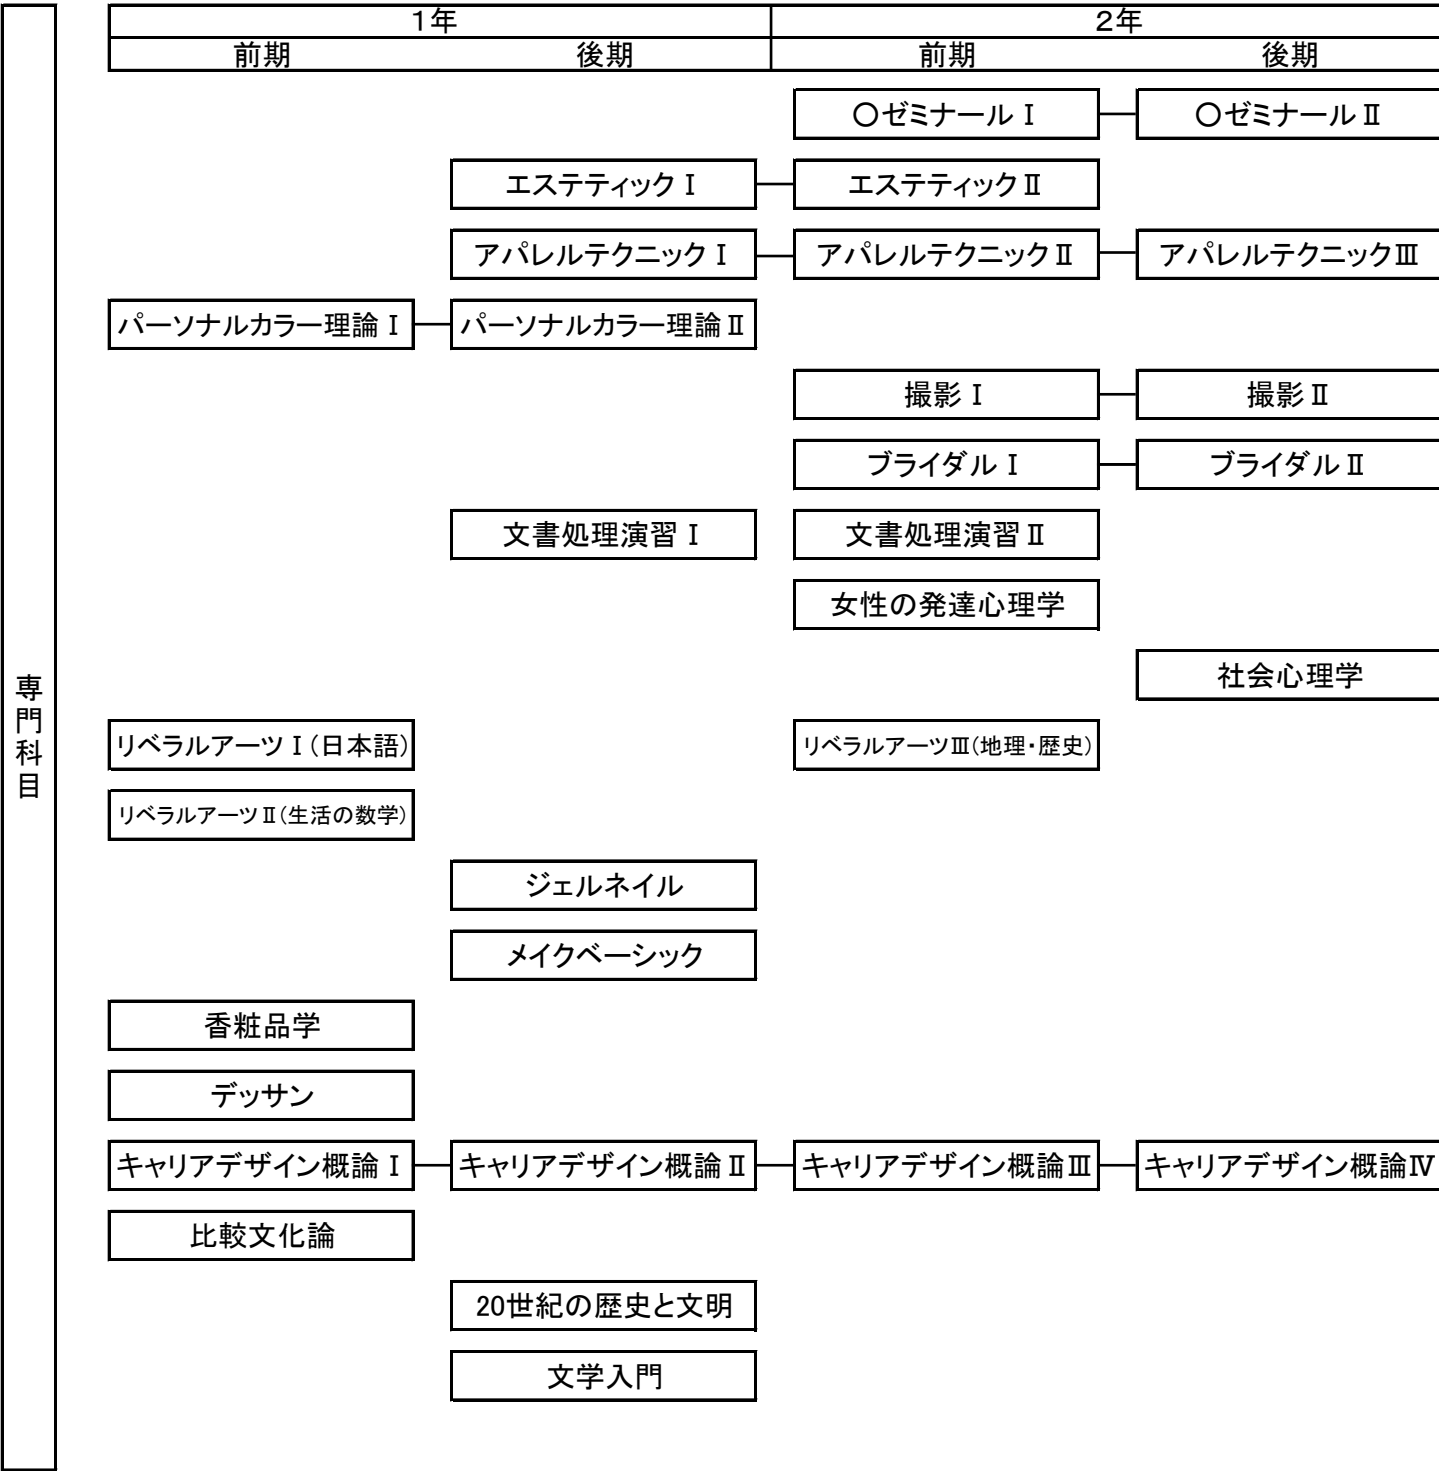 1年 2年
前期 後期 前期 後期
○ゼミナールⅠ ○ゼミナールⅡ
エステティックⅠ エステティックⅡ
アパレルテクニックⅠ アパレルテクニックⅡ アパレルテクニックⅢ
パーソナルカラー理論Ⅰ パーソナルカラー理論Ⅱ
撮影Ⅰ 撮影Ⅱ
ブライダルⅠ ブライダルⅡ
文書処理演習Ⅰ 文書処理演習Ⅱ
女性の発達心理学
社会心理学
専門科目
リベラルアーツⅠ(日本語) リベラルアーツⅢ(地理・歴史)
リベラルアーツⅡ(生活の数学)
ジェルネイル
メイクベーシック
香粧品学
デッサン
キャリアデザイン概論Ⅰ キャリアデザイン概論Ⅱ キャリアデザイン概論Ⅲ キャリアデザイン概論Ⅳ
比較文化論
20世紀の歴史と文明
文学入門